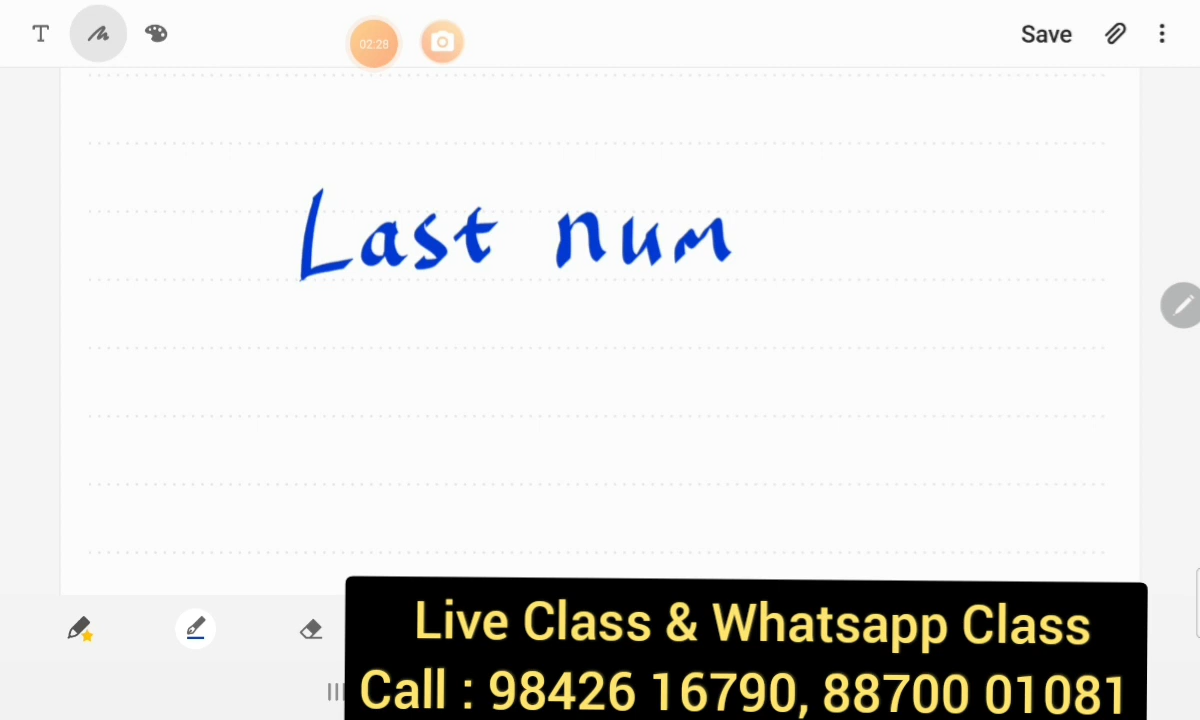 T
02:28
Save
Last num
Live Class & Whatsapp Class
Call : 98426 16790, 88700 01081